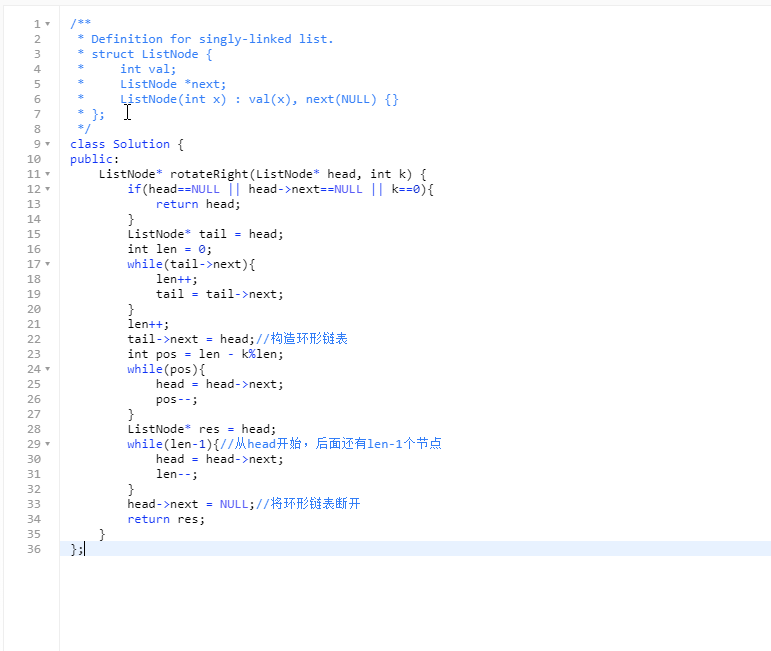 1 /**
2  * Definition for singly-linked list.
3  * struct ListNode {
4  *     int val;
5  *     ListNode *next;
6  *     ListNode(int x) : val(x), next(NULL) {}
7  * };
8  */
9 class Solution {
10 public:
11     ListNode* rotateRight(ListNode* head, int k) {
12         if(head==NULL || head->next==NULL || k==0){
13             return head;
14         }
15         ListNode* tail = head;
16         int len = 0;
17         while(tail->next){
18             len++;
19             tail = tail->next;
20         }
21         len++;
22         tail->next = head;//构造环形链表
23         int pos = len - k%len;
24         while(pos){
25             head = head->next;
26             pos--;
27         }
28         ListNode* res = head;
29         while(len-1){//从head开始，后面还有len-1个节点
30             head = head->next;
31             len--;
32         }
33         head->next = NULL;//将环形链表断开
34         return res;
35     }
36 };